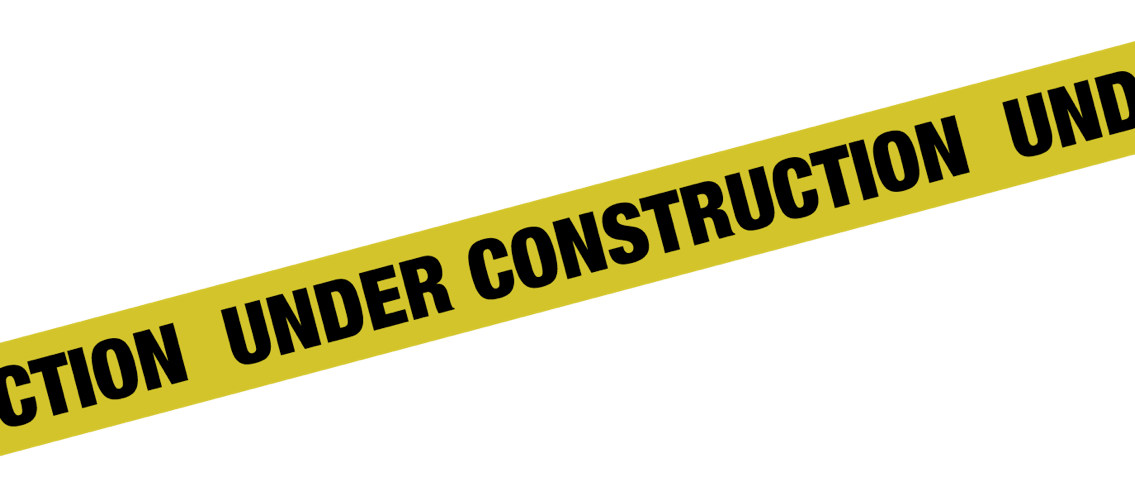 CTION UNDER CONSTRUCTION UND